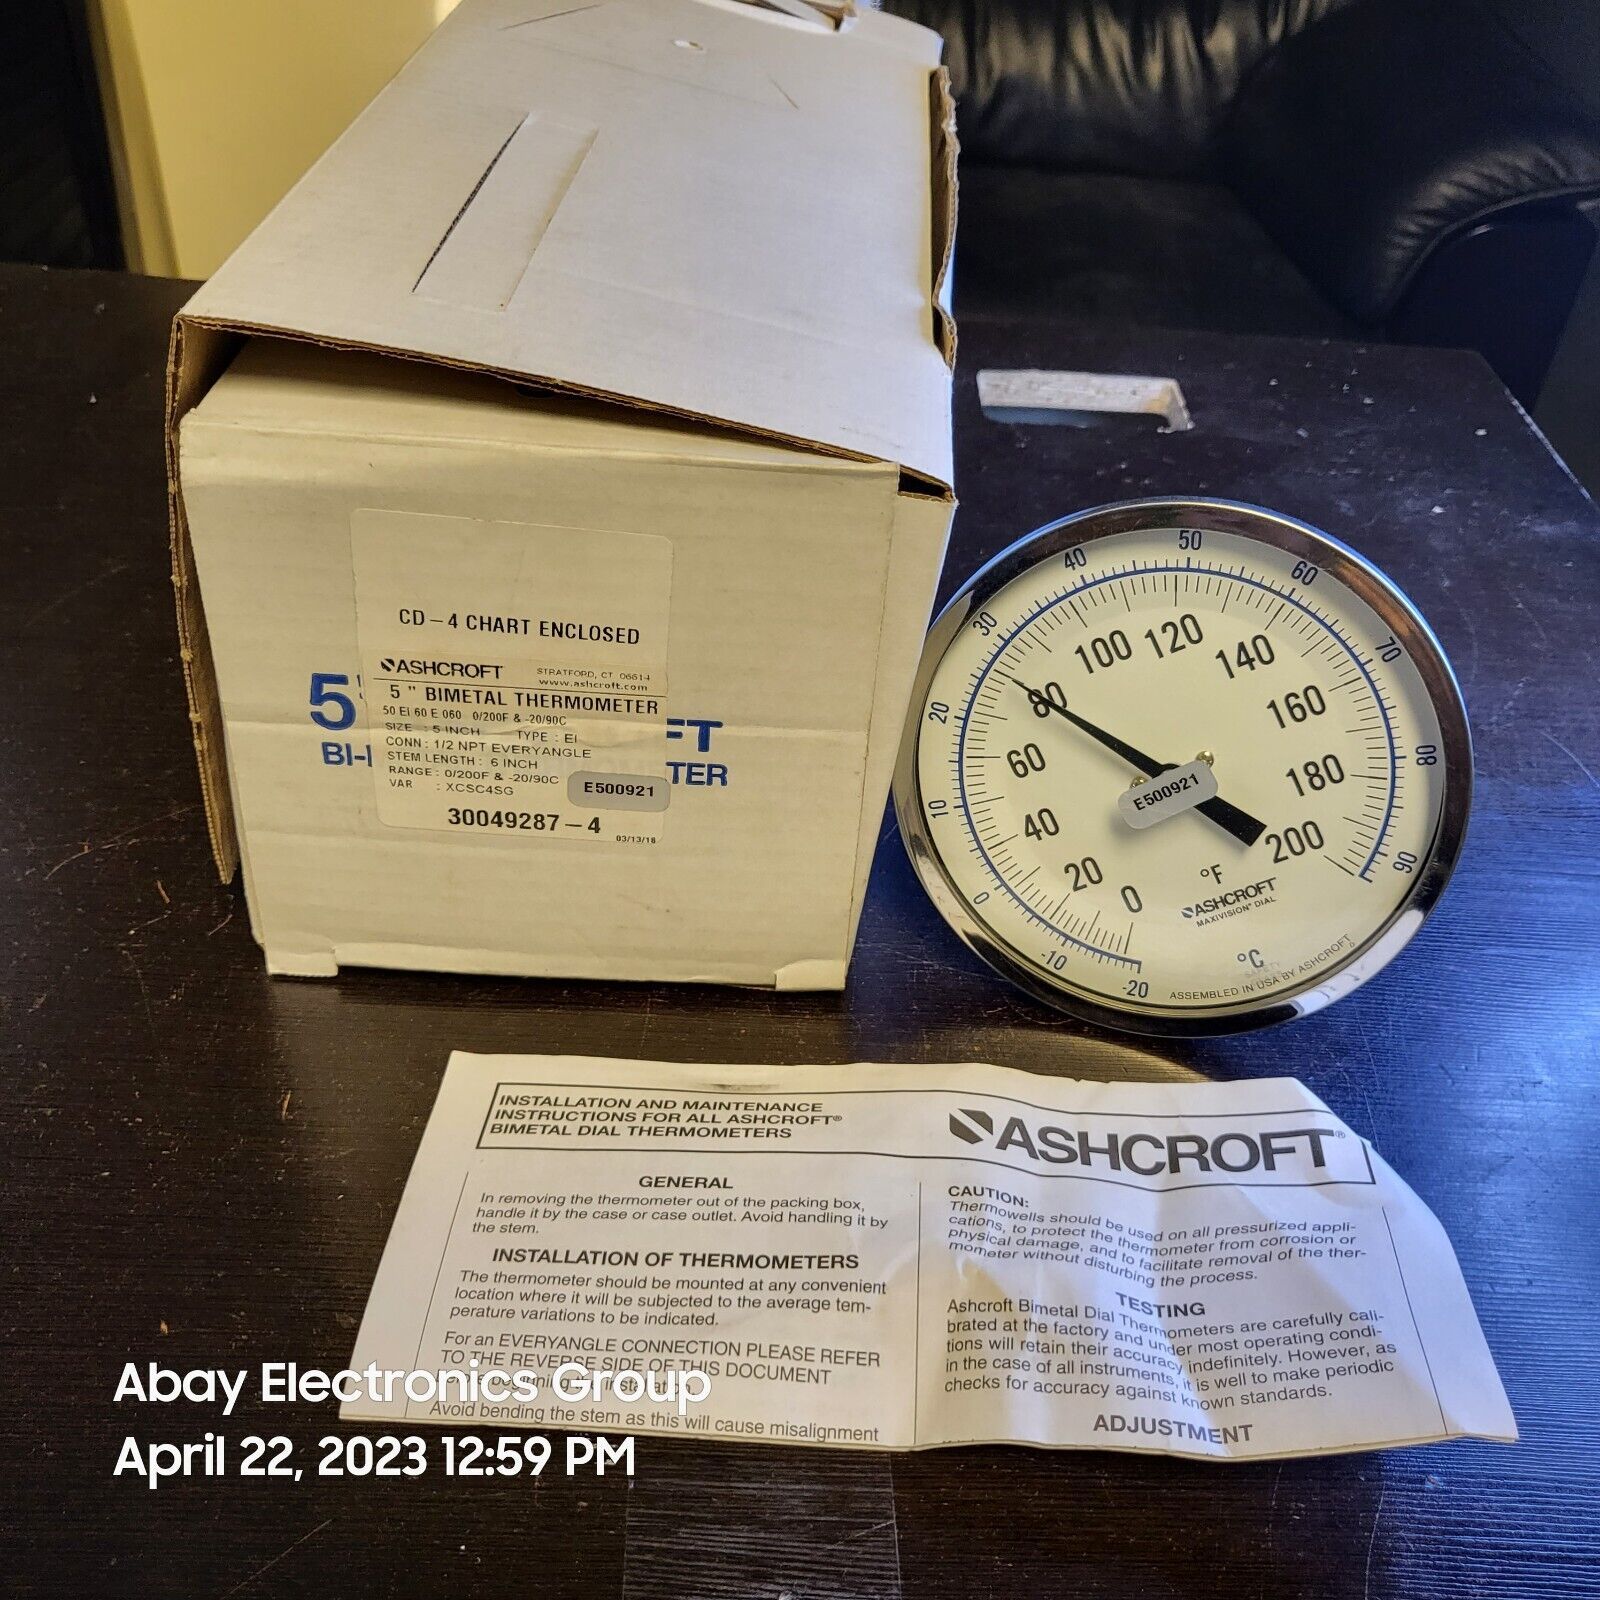 CD-4 CHART ENCLOSED
ASHCROFT
STRATFORD, CT 06614
www.ashcroft.com
5 " BIMETAL THERMOMETER
50 EI 60 E 060 0/200F & -20/90C
SIZE : 5 INCH TYPE : EI
CONN : 1/2 NPT EVERYANGLE
STEM LENGTH : 6 INCH
RANGE : 0/200F & -20/90C
VAR : XCSC4SG
E500921
30049287-4
03/13/18
5"
FT
BI-
TER
-20 -10 0 10 20 30 40 50 60 70 80 90
0 20 40 60 80 100 120 140 160 180 200
E500921
°F
ASHCROFT
MAXIVISION® DIAL
°C
SAFETY
ASSEMBLED IN USA BY ASHCROFT
INSTALLATION AND MAINTENANCE
INSTRUCTIONS FOR ALL ASHCROFT®
BIMETAL DIAL THERMOMETERS
ASHCROFT®
GENERAL
In removing the thermometer out of the packing box,
handle it by the case or case outlet. Avoid handling it by
the stem.
INSTALLATION OF THERMOMETERS
The thermometer should be mounted at any convenient
location where it will be subjected to the average tem-
perature variations to be indicated.
For an EVERYANGLE CONNECTION PLEASE REFER
TO THE REVERSE SIDE OF THIS DOCUMENT
before beginning the installation.
Avoid bending the stem as this will cause misalignment
CAUTION:
Thermowells should be used on all pressurized appli-
cations, to protect the thermometer from corrosion or
physical damage, and to facilitate removal of the ther-
mometer without disturbing the process.
TESTING
Ashcroft Bimetal Dial Thermometers are carefully cali-
brated at the factory and under most operating condi-
tions will retain their accuracy indefinitely. However, as
in the case of all instruments, it is well to make periodic
checks for accuracy against known standards.
ADJUSTMENT
Abay Electronics Group
April 22, 2023 12:59 PM